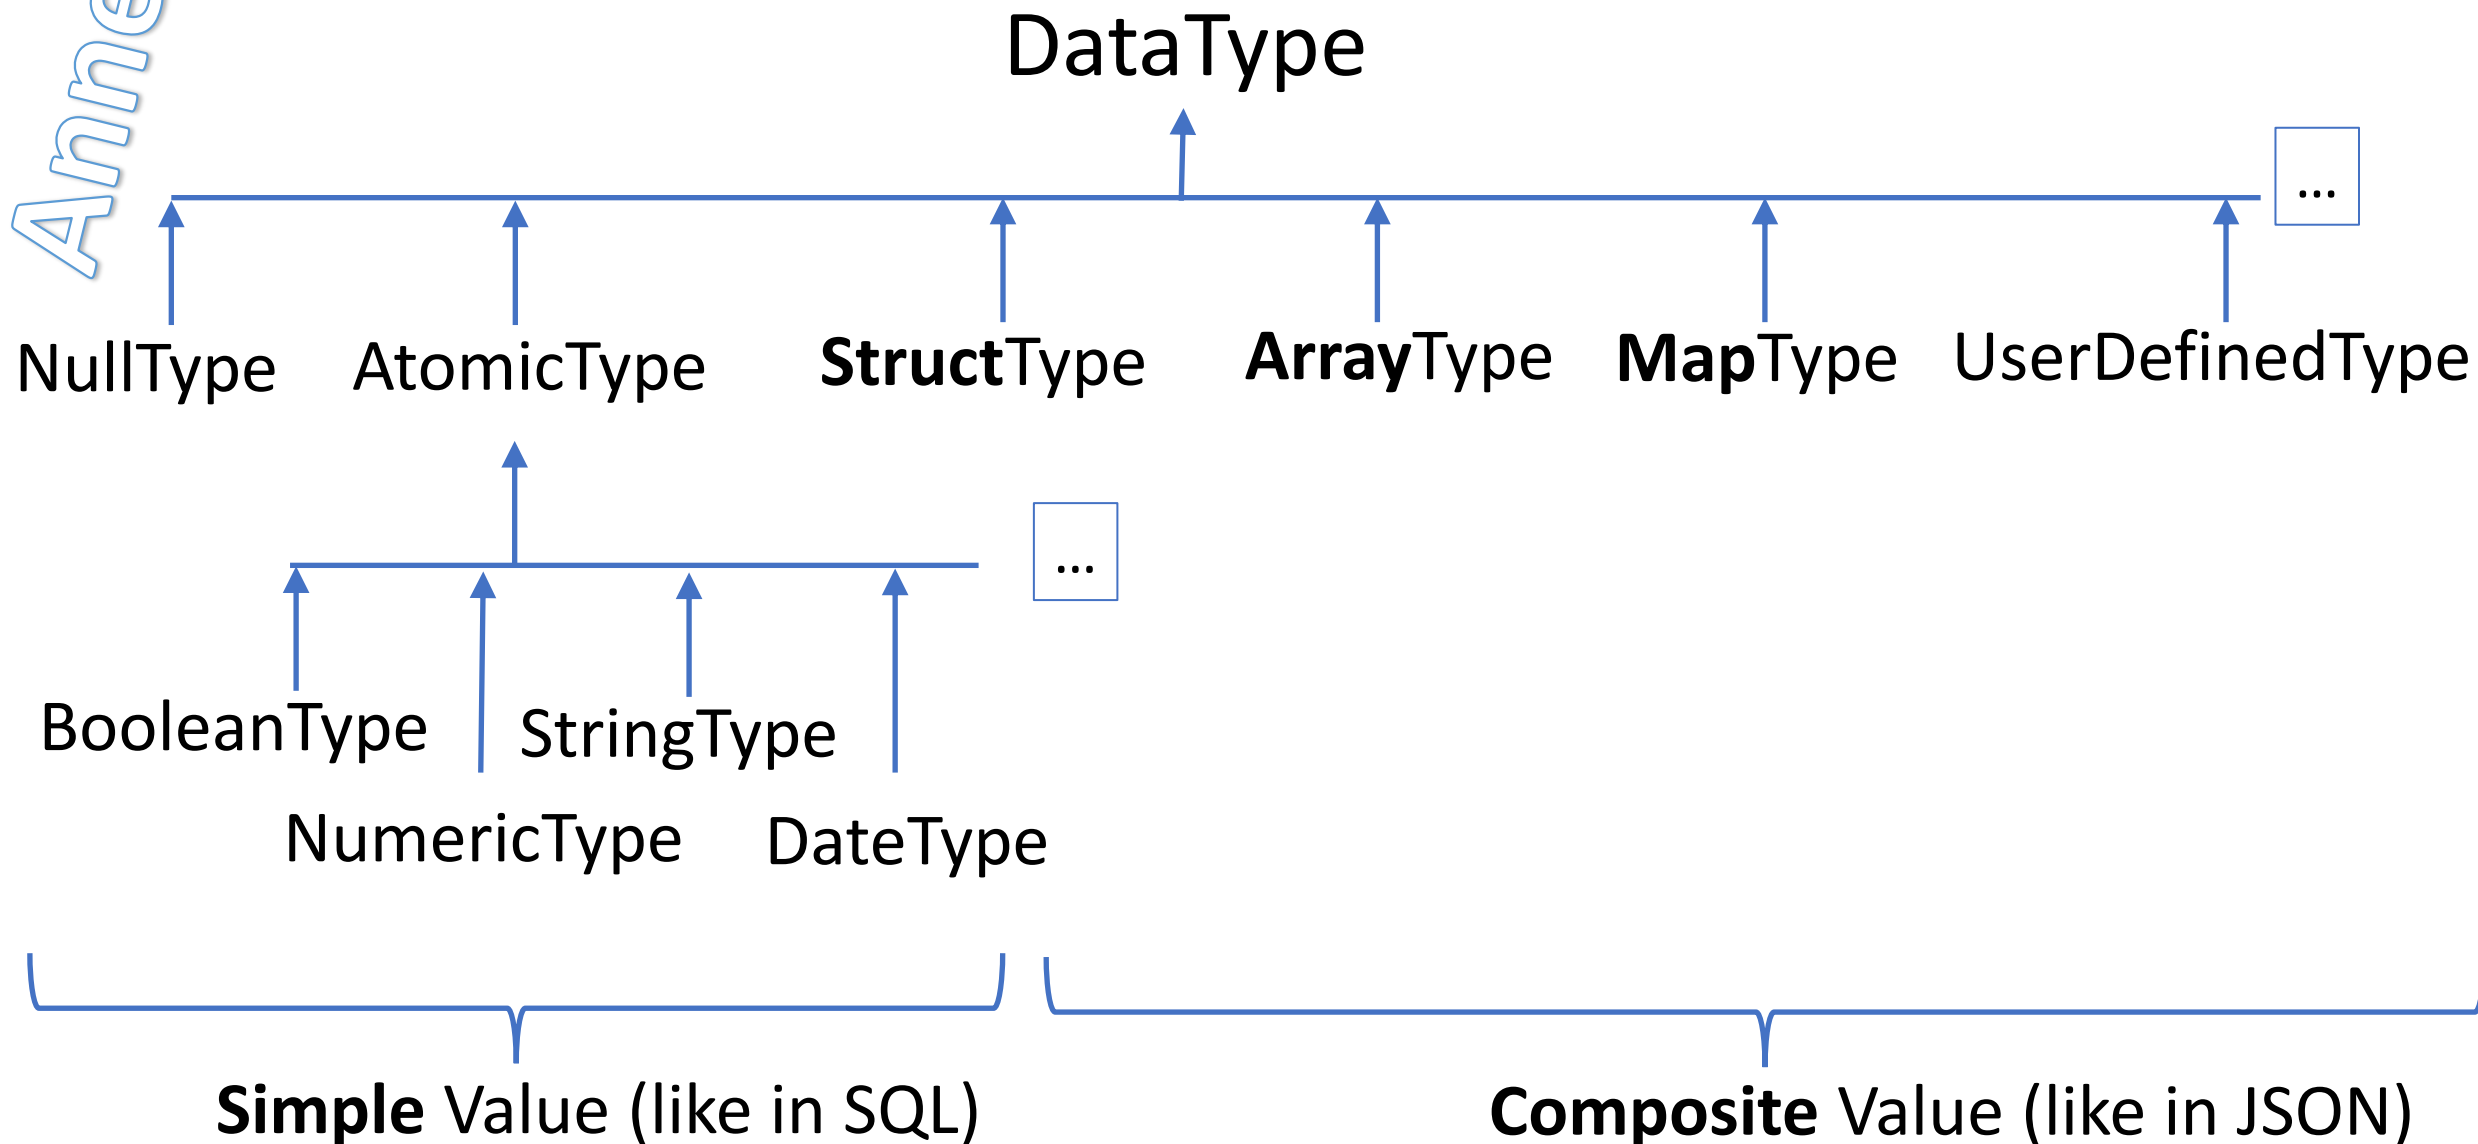 DataType
...
NullType AtomicType StructType ArrayType MapType UserDefinedType
...
BooleanType StringType
NumericType DateType
Simple Value (like in SQL) Composite Value (like in JSON)